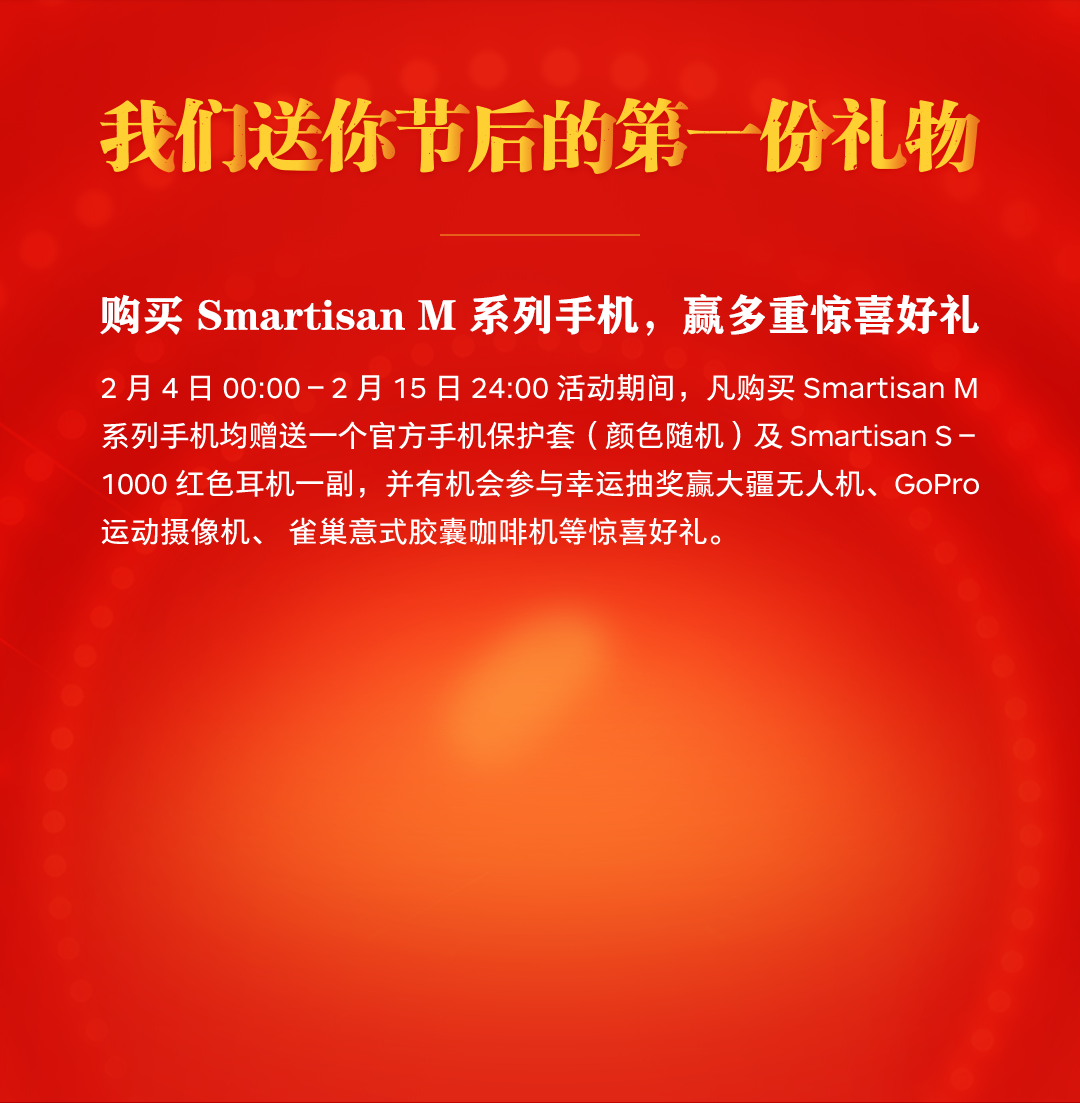 我们送你节后的第一份礼物
购买 Smartisan M 系列手机，赢多重惊喜好礼
2 月 4 日 00:00 – 2 月 15 日 24:00 活动期间，凡购买 Smartisan M
系列手机均赠送一个官方手机保护套（颜色随机）及 Smartisan S –
1000 红色耳机一副，并有机会参与幸运抽奖赢大疆无人机、GoPro
运动摄像机、 雀巢意式胶囊咖啡机等惊喜好礼。